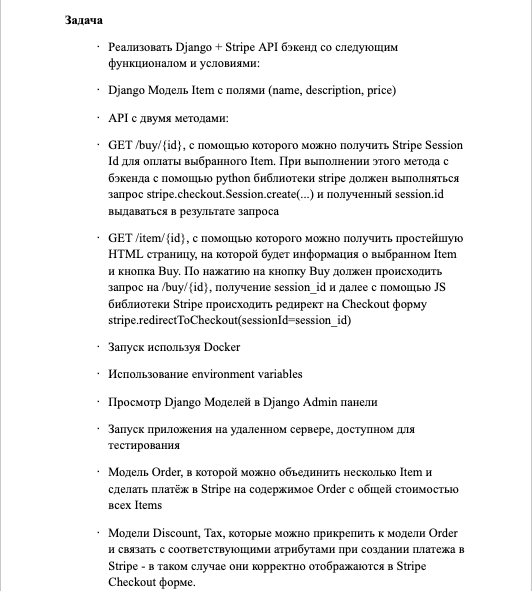 Задача
· Реализовать Django + Stripe API бэкенд со следующим
функционалом и условиями:
· Django Модель Item с полями (name, description, price)
· API с двумя методами:
· GET /buy/{id}, c помощью которого можно получить Stripe Session
Id для оплаты выбранного Item. При выполнении этого метода c
бэкенда с помощью python библиотеки stripe должен выполняться
запрос stripe.checkout.Session.create(...) и полученный session.id
выдаваться в результате запроса
· GET /item/{id}, c помощью которого можно получить простейшую
HTML страницу, на которой будет информация о выбранном Item
и кнопка Buy. По нажатию на кнопку Buy должен происходить
запрос на /buy/{id}, получение session_id и далее с помощью JS
библиотеки Stripe происходить редирект на Checkout форму
stripe.redirectToCheckout(sessionId=session_id)
· Запуск используя Docker
· Использование environment variables
· Просмотр Django Моделей в Django Admin панели
· Запуск приложения на удаленном сервере, доступном для
тестирования
· Модель Order, в которой можно объединить несколько Item и
сделать платёж в Stripe на содержимое Order c общей стоимостью
всех Items
· Модели Discount, Tax, которые можно прикрепить к модели Order
и связать с соответствующими атрибутами при создании платежа в
Stripe - в таком случае они корректно отображаются в Stripe
Checkout форме.